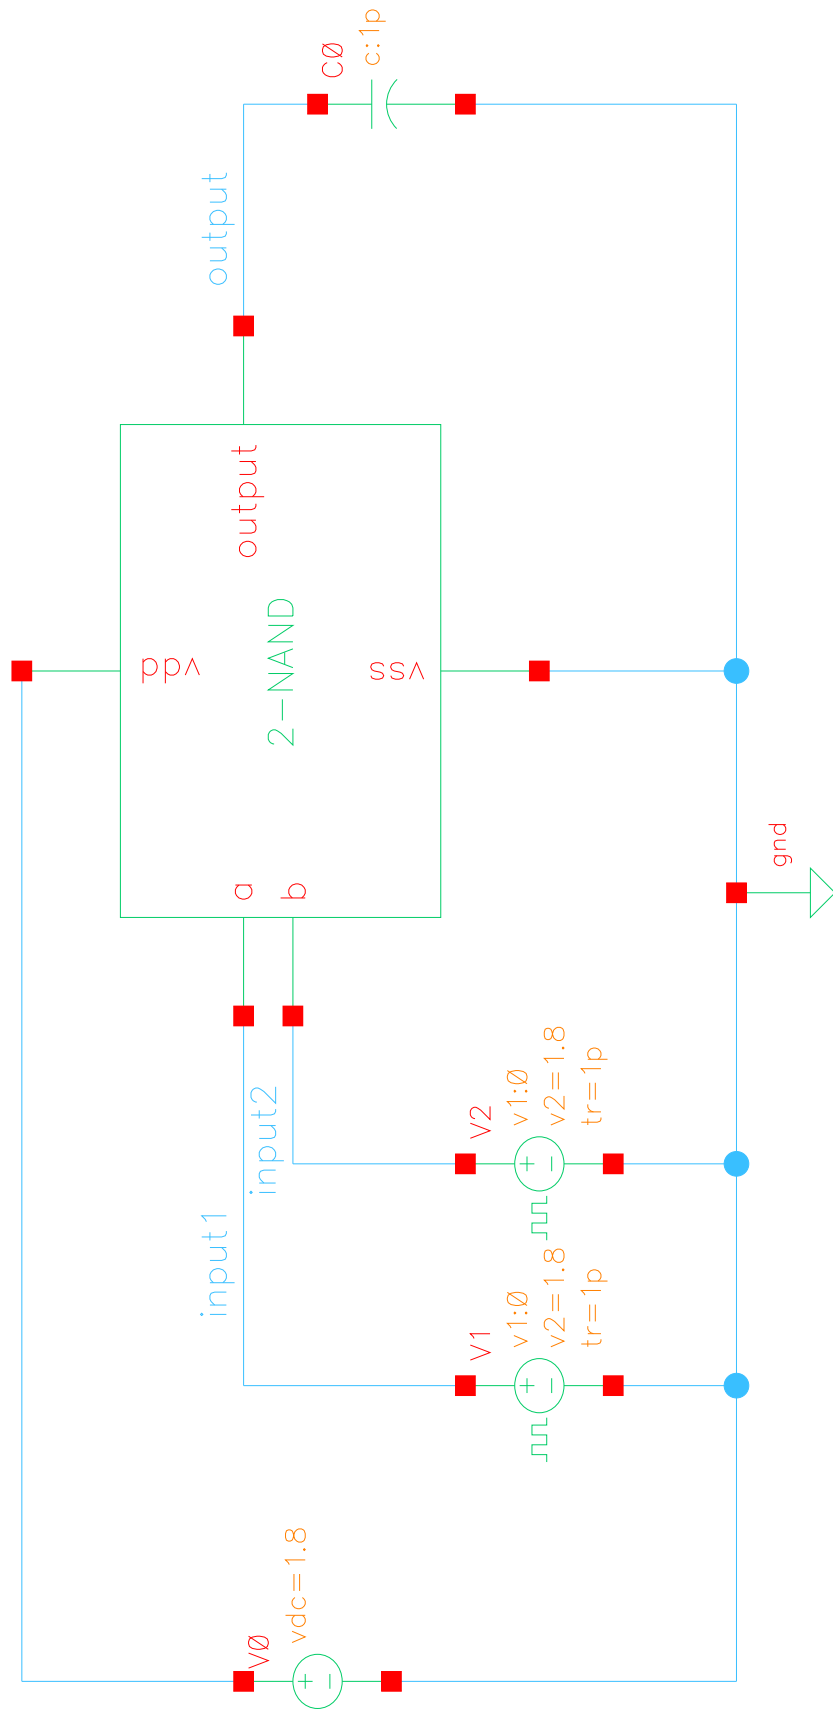 C0
c:1p
output
output
vdd
2-NAND
vss
a
b
gnd
input1
input2
V2
v1:0
v2=1.8
tr=1p
V1
v1:0
v2=1.8
tr=1p
V0
vdc=1.8